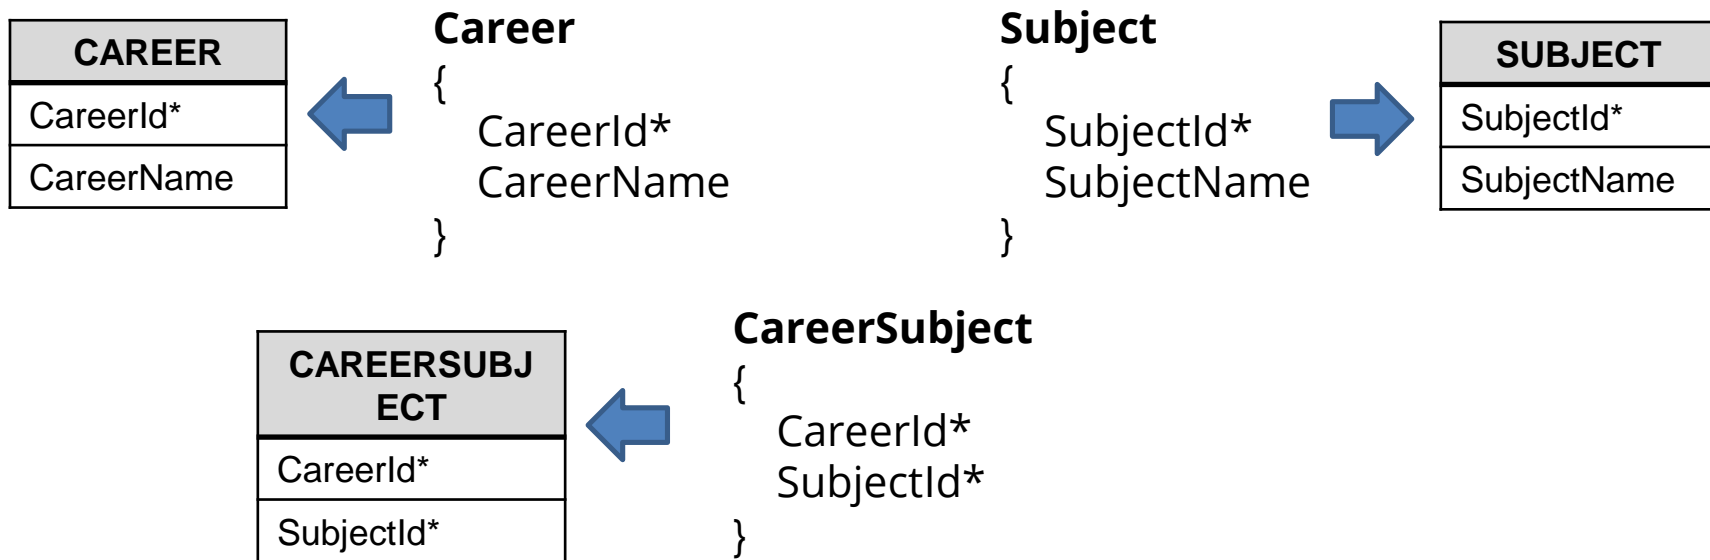 CAREER
CareerId*
CareerName
Career
{
CareerId*
CareerName
}
Subject
{
SubjectId*
SubjectName
}
SUBJECT
SubjectId*
SubjectName
CAREERSUBJ
ECT
CareerId*
SubjectId*
CareerSubject
{
CareerId*
SubjectId*
}